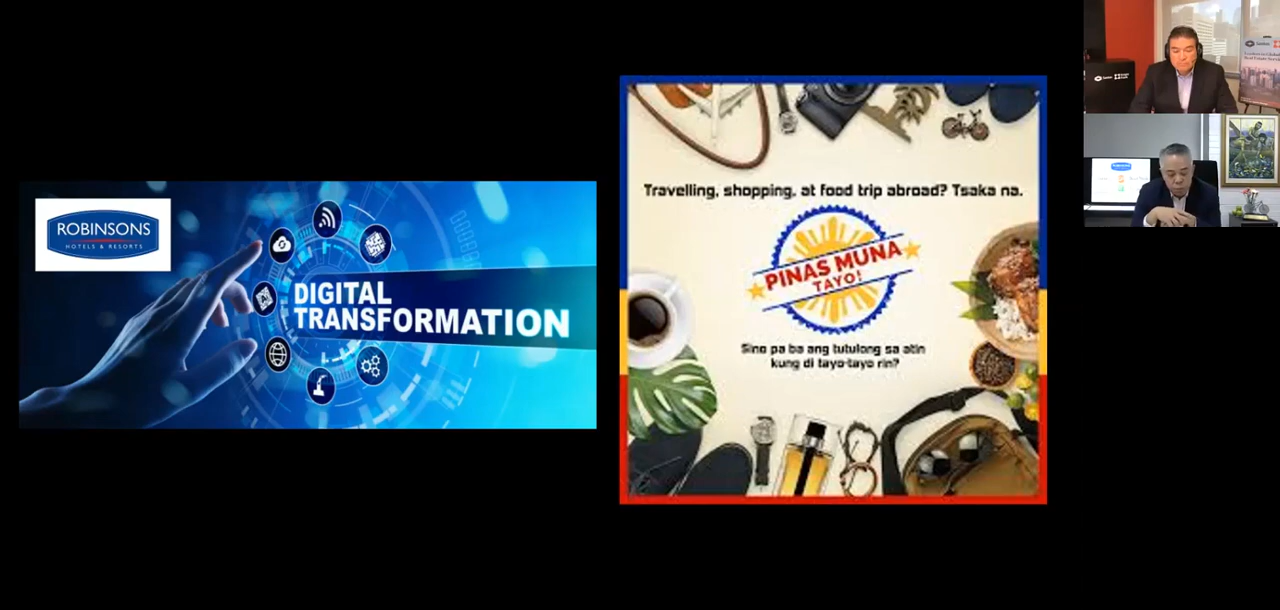 ROBINSONS
HOTELS & RESORTS
DIGITAL
TRANSFORMATION
Travelling, shopping, at food trip abroad? Tsaka na.
PINAS MUNA
TAYO!
Sino pa ba ang tutulong sa atin
kung di tayo-tayo rin?
ROBINSONS